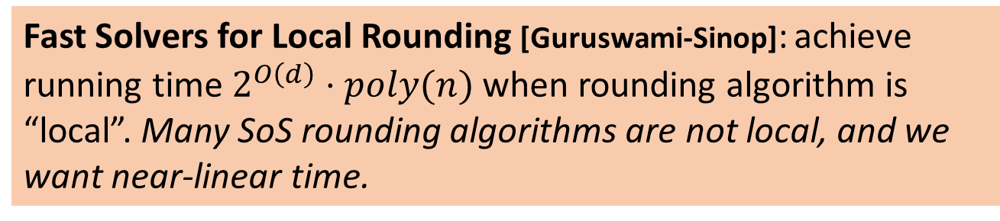 Fast Solvers for Local Rounding [Guruswami-Sinop]: achieve
running time $2^{O(d)} \cdot poly(n)$ when rounding algorithm is
“local”. Many SoS rounding algorithms are not local, and we
want near-linear time.